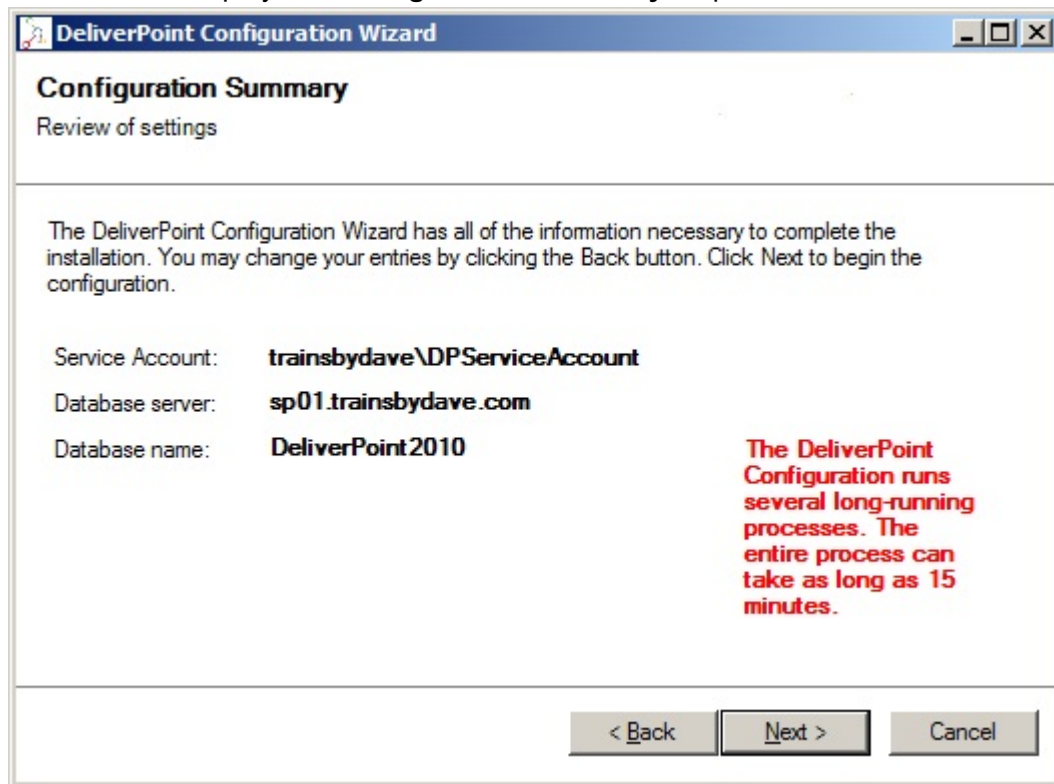 DeliverPoint Configuration Wizard
Configuration Summary
Review of settings
The DeliverPoint Configuration Wizard has all of the information necessary to complete the
installation. You may change your entries by clicking the Back button. Click Next to begin the
configuration.
Service Account: trainsbydave\DPServiceAccount
Database server: sp01.trainsbydave.com
Database name: DeliverPoint2010
The DeliverPoint
Configuration runs
several long-running
processes. The
entire process can
take as long as 15
minutes.
< Back Next > Cancel